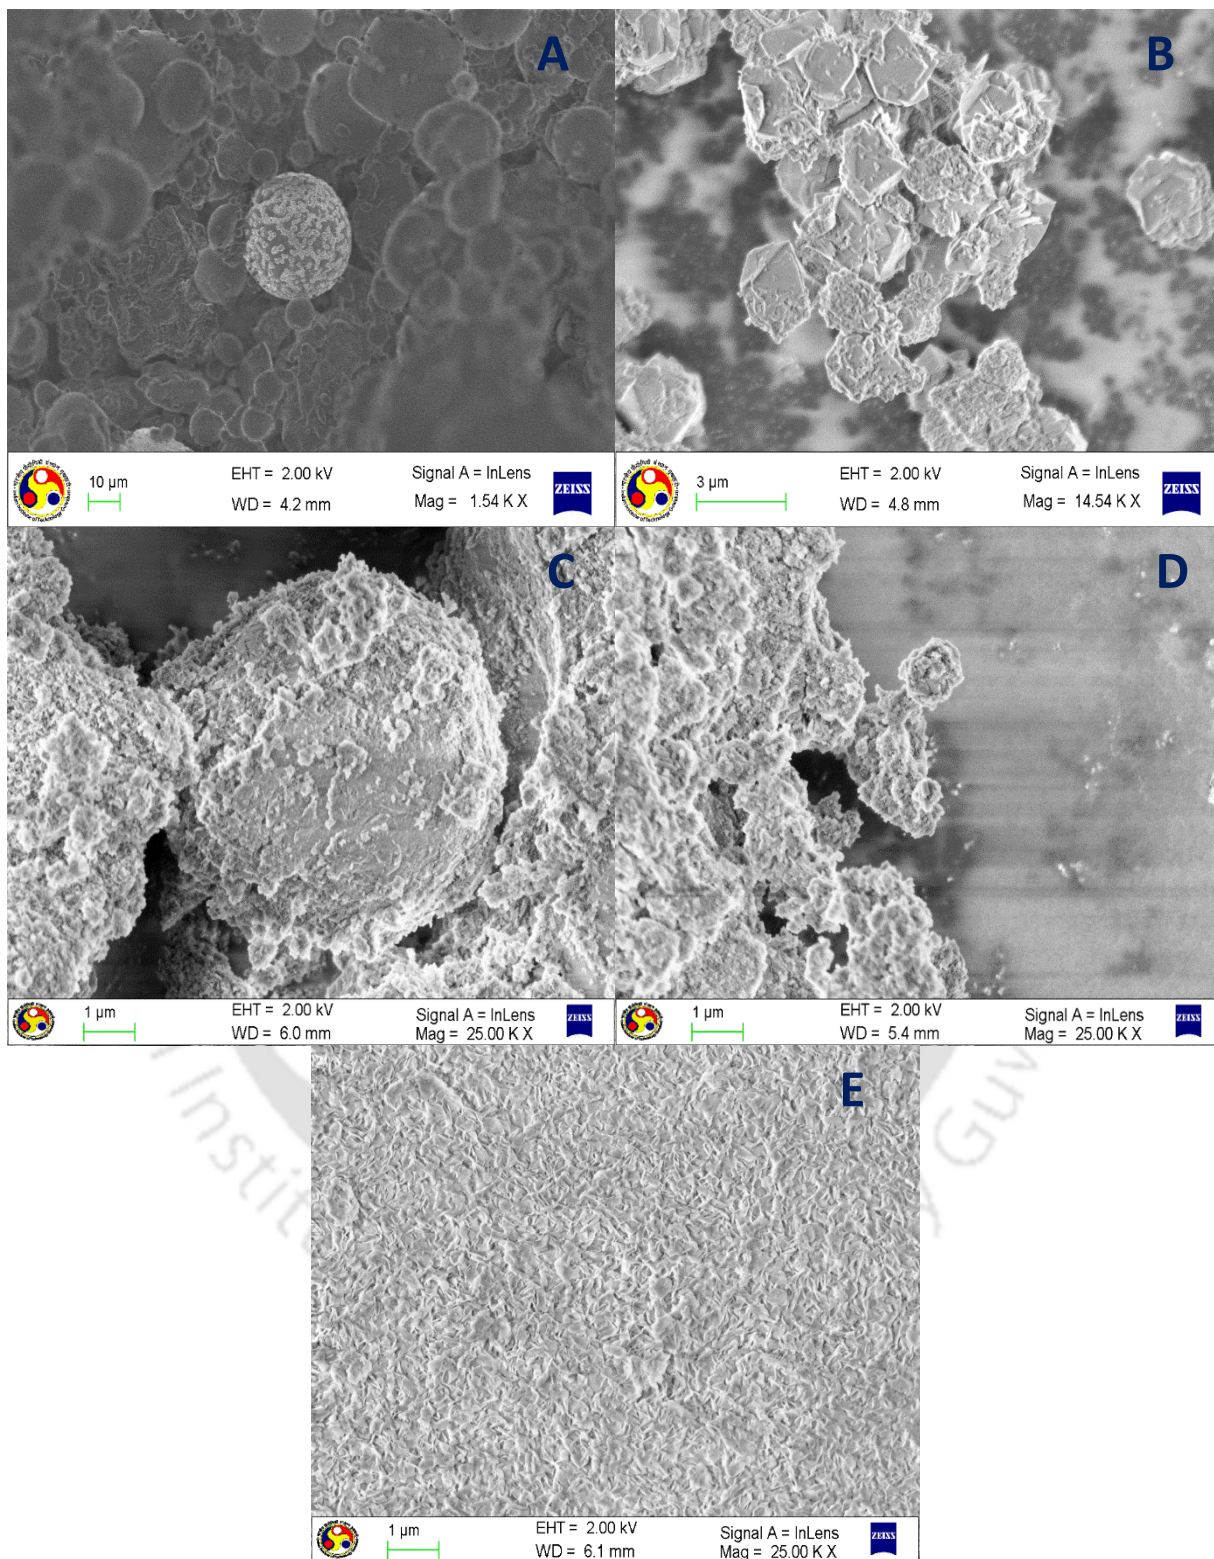 A
B
10 µm
EHT = 2.00 kV
WD = 4.2 mm
Signal A = InLens
Mag = 1.54 K X
ZEISS
3 µm
EHT = 2.00 kV
WD = 4.8 mm
Signal A = InLens
Mag = 14.54 K X
ZEISS
C
D
1 µm
EHT = 2.00 kV
WD = 6.0 mm
Signal A = InLens
Mag = 25.00 K X
ZEISS
1 µm
EHT = 2.00 kV
WD = 5.4 mm
Signal A = InLens
Mag = 25.00 K X
ZEISS
E
1 µm
EHT = 2.00 kV
WD = 6.1 mm
Signal A = InLens
Mag = 25.00 K X
ZEISS